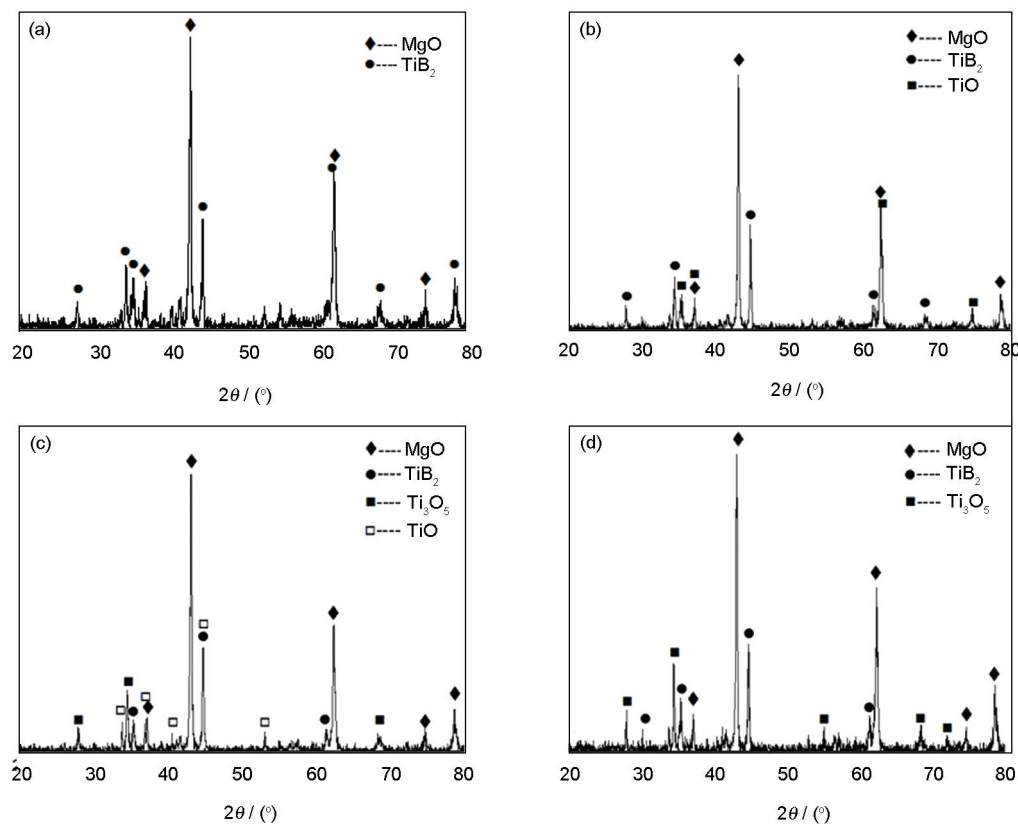 (a)
◆---- MgO
●---- TiB₂
20 30 40 50 60 70 80
2θ / (°)
(b)
◆---- MgO
●---- TiB₂
■---- TiO
20 30 40 50 60 70 80
2θ / (°)
(c)
◆---- MgO
●---- TiB₂
■---- Ti₃O₅
□---- TiO
20 30 40 50 60 70 80
2θ / (°)
(d)
◆---- MgO
●---- TiB₂
■---- Ti₃O₅
20 30 40 50 60 70 80
2θ / (°)